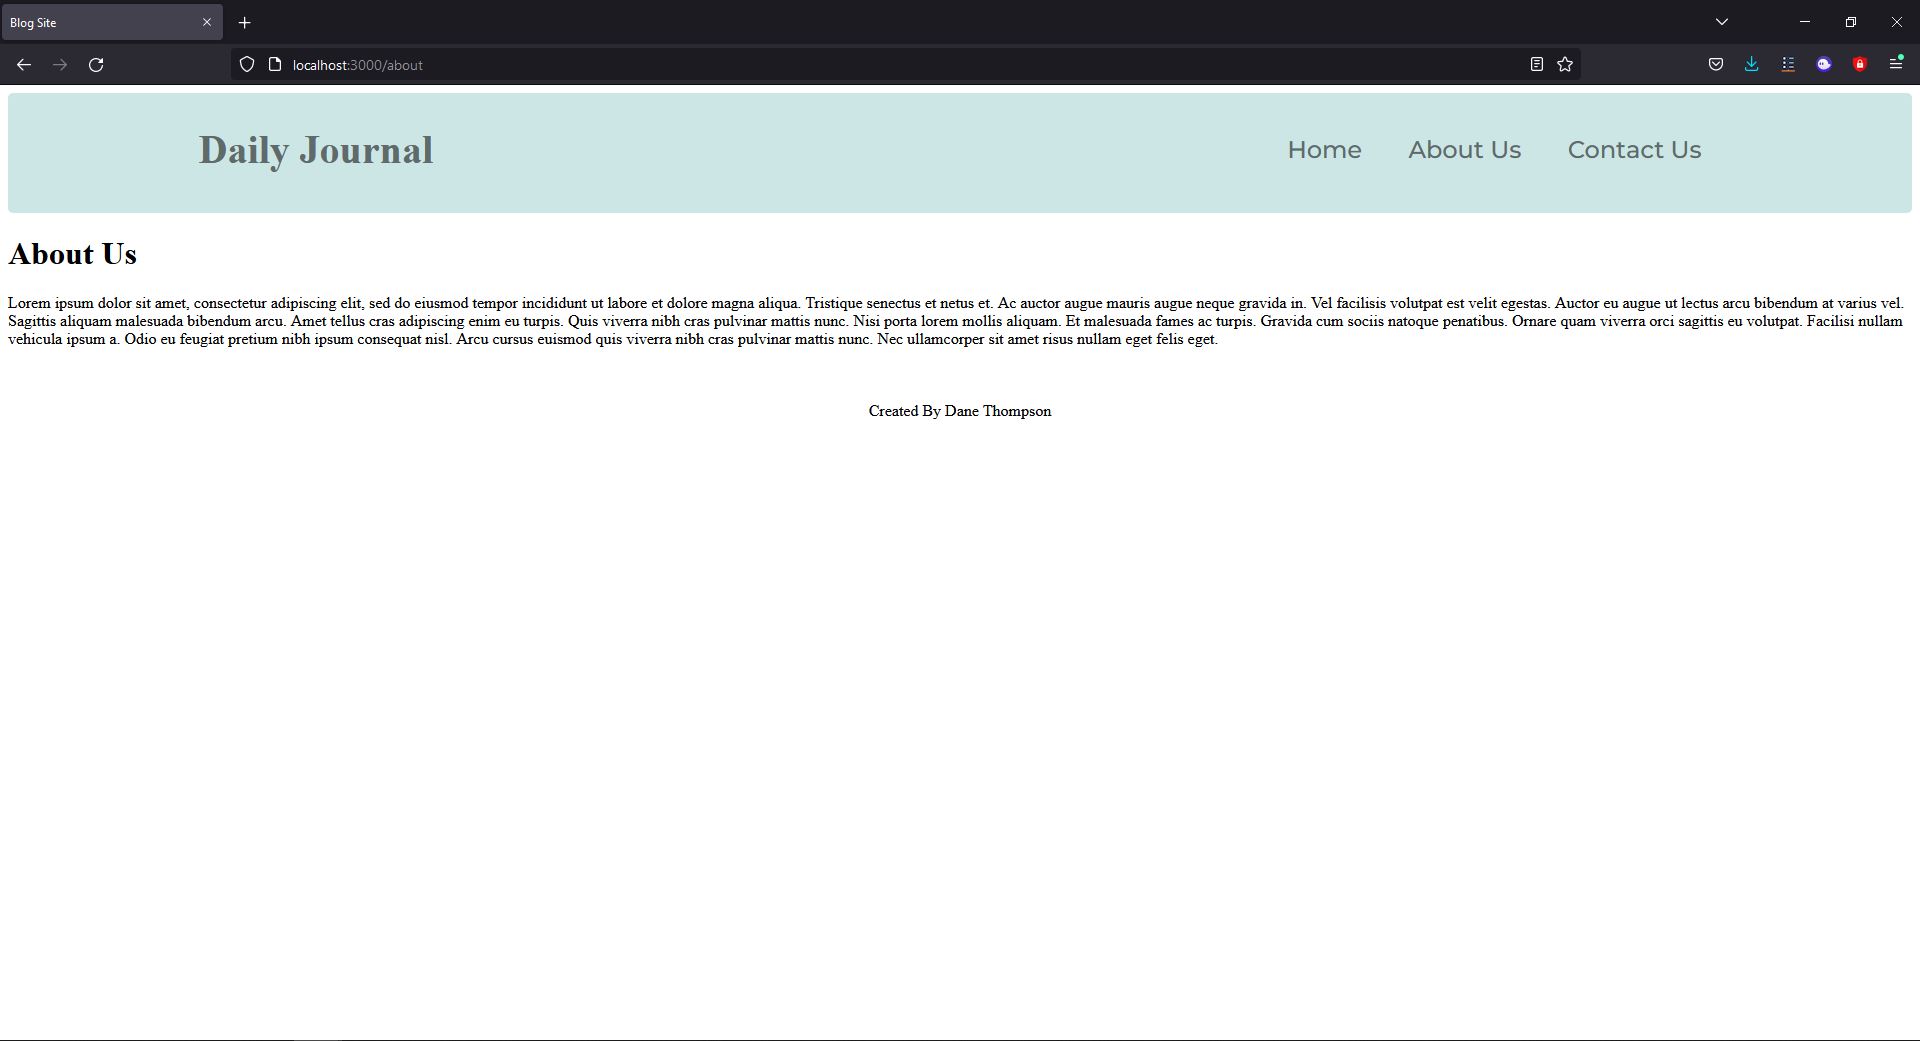 Blog Site
localhost:3000/about
Daily Journal
Home About Us Contact Us
About Us
Lorem ipsum dolor sit amet, consectetur adipiscing elit, sed do eiusmod tempor incididunt ut labore et dolore magna aliqua. Tristique senectus et netus et. Ac auctor augue mauris augue neque gravida in. Vel facilisis volutpat est velit egestas. Auctor eu augue ut lectus arcu bibendum at varius vel.
Sagittis aliquam malesuada bibendum arcu. Amet tellus cras adipiscing enim eu turpis. Quis viverra nibh cras pulvinar mattis nunc. Nisi porta lorem mollis aliquam. Et malesuada fames ac turpis. Gravida cum sociis natoque penatibus. Ornare quam viverra orci sagittis eu volutpat. Facilisi nullam
vehicula ipsum a. Odio eu feugiat pretium nibh ipsum consequat nisl. Arcu cursus euismod quis viverra nibh cras pulvinar mattis nunc. Nec ullamcorper sit amet risus nullam eget felis eget.
Created By Dane Thompson